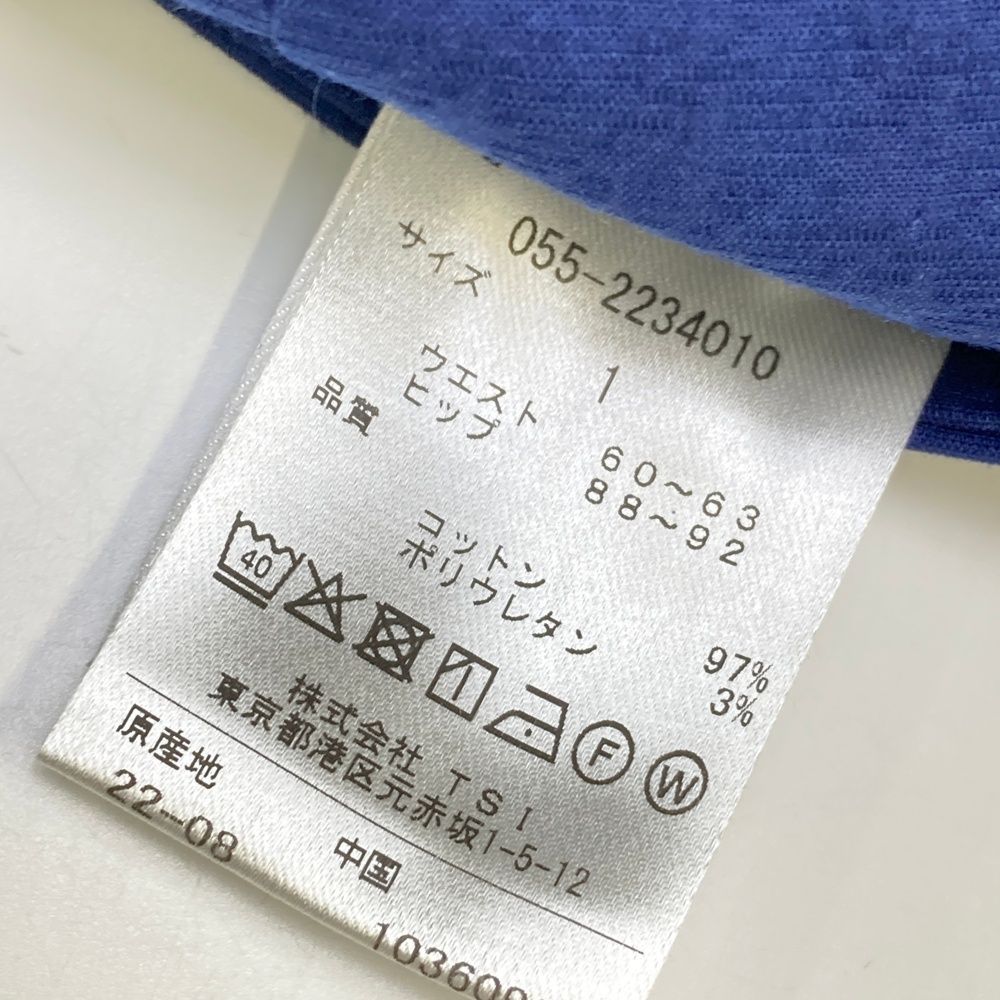 055-2234010
サイズ 1
ウエスト 60～63
ヒップ 88～92
品質
コットン 97%
ポリウレタン 3%
40 F W
株式会社 TSI
東京都港区元赤坂1-5-12
原産地 中国
22-08